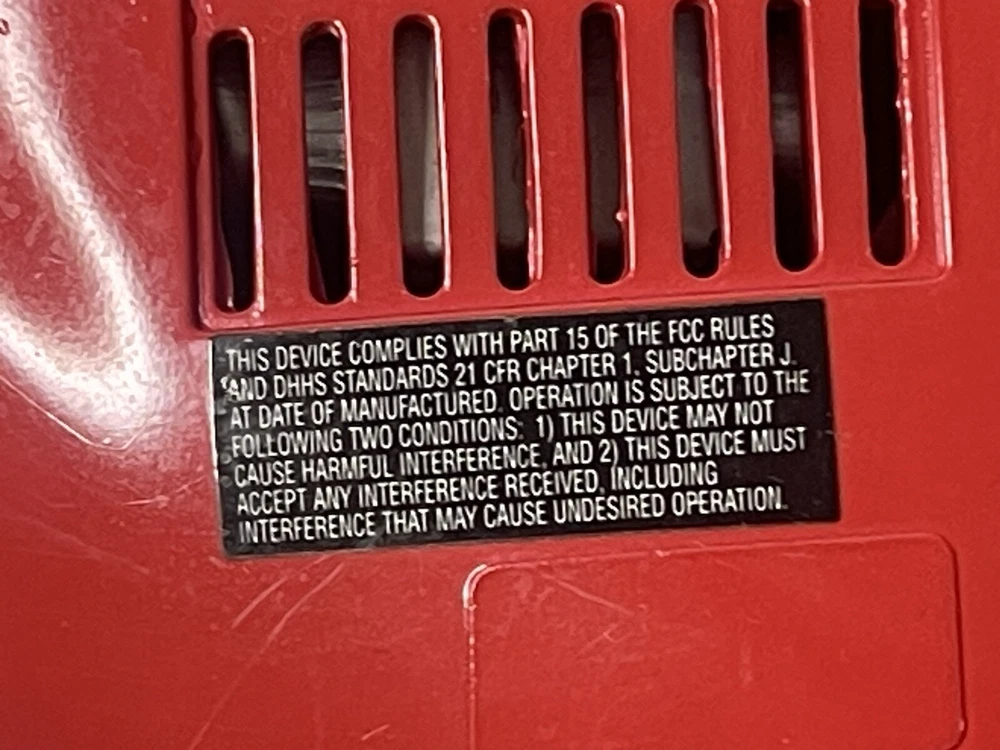 THIS DEVICE COMPLIES WITH PART 15 OF THE FCC RULES
AND DHHS STANDARDS 21 CFR CHAPTER 1, SUBCHAPTER J.
AT DATE OF MANUFACTURED. OPERATION IS SUBJECT TO THE
FOLLOWING TWO CONDITIONS: 1) THIS DEVICE MAY NOT
CAUSE HARMFUL INTERFERENCE, AND 2) THIS DEVICE MUST
ACCEPT ANY INTERFERENCE RECEIVED, INCLUDING
INTERFERENCE THAT MAY CAUSE UNDESIRED OPERATION.